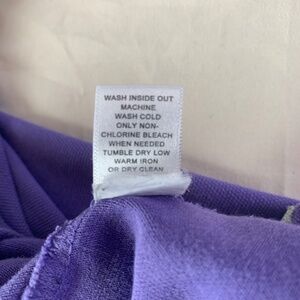 WASH INSIDE OUT
MACHINE
WASH COLD
ONLY NON-
CHLORINE BLEACH
WHEN NEEDED
TUMBLE DRY LOW
WARM IRON
OR DRY CLEAN